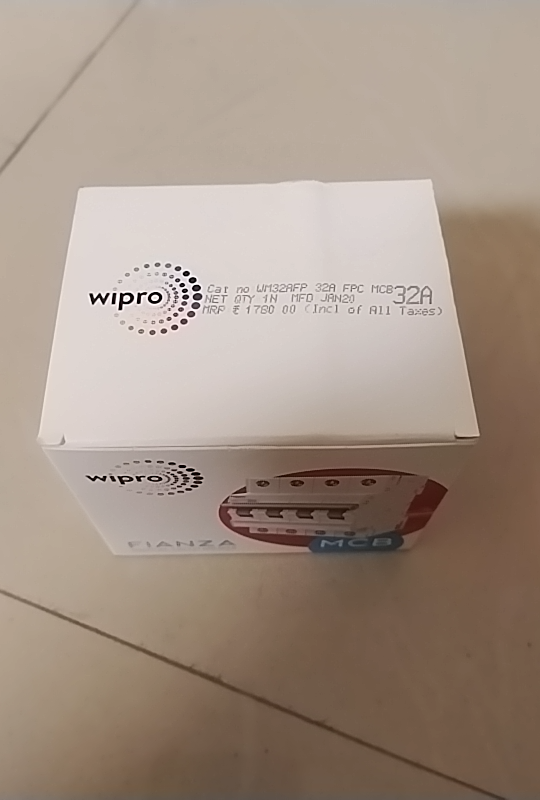 wipro
Cat no WM32AFP 32A FPC MCB 32A
NET QTY 1N MFD JAN20
MRP ₹ 1780 00 (Incl of All Taxes)
wipro
FIANZA
MCB